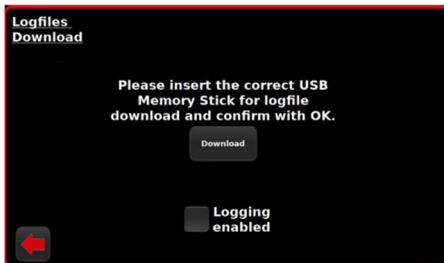 Logfiles
Download
Please insert the correct USB
Memory Stick for logfile
download and confirm with OK.
Download
Logging
enabled